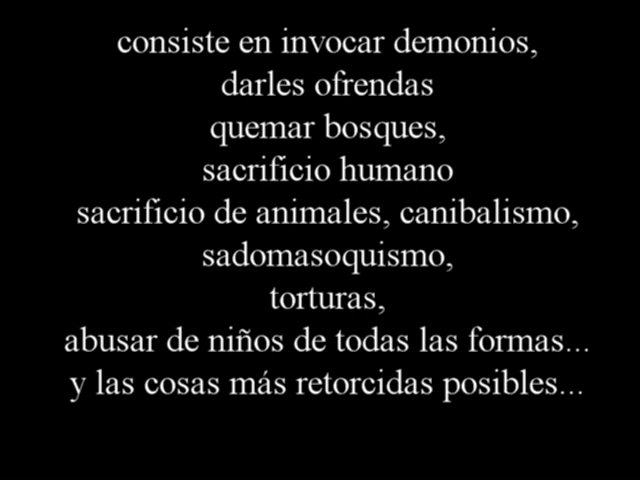 consiste en invocar demonios,
darles ofrendas
quemar bosques,
sacrificio humano
sacrificio de animales, canibalismo,
sadomasoquismo,
torturas,
abusar de niños de todas las formas...
y las cosas más retorcidas posibles...